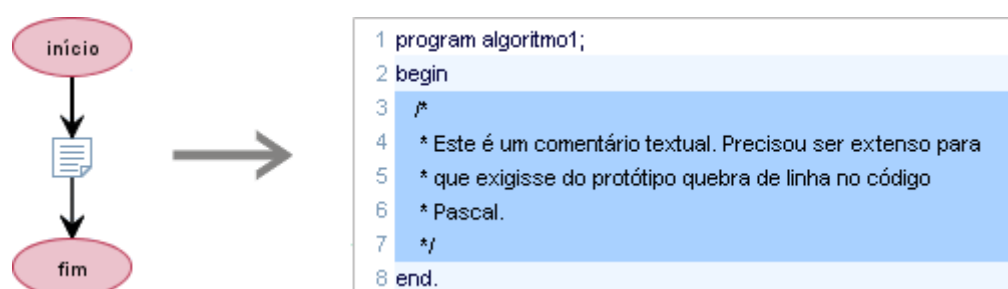 início
fim
1 program algoritmo1;
2 begin
3 /*
4 * Este é um comentário textual. Precisou ser extenso para
5 * que exigisse do protótipo quebra de linha no código
6 * Pascal.
7 */
8 end.